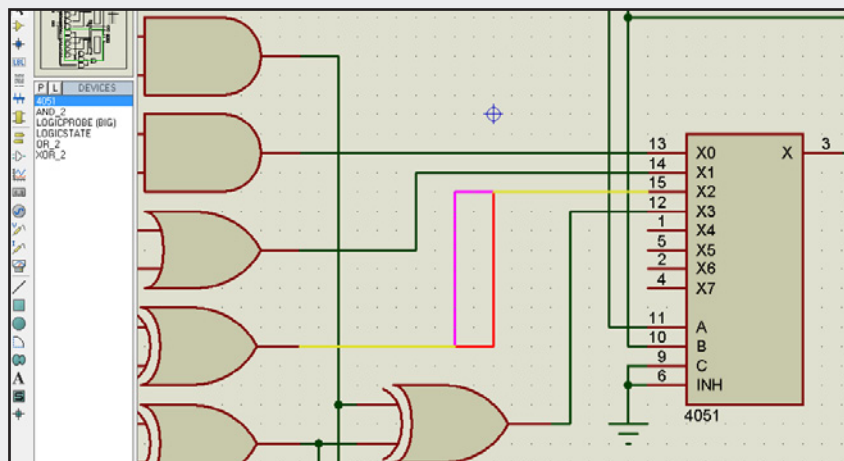 P L DEVICES
4051
AND_2
LOGICPROBE (BIG)
LOGICSTATE
OR_2
XOR_2
LBL
A
13 X0 X 3
14 X1
15 X2
12 X3
1 X4
5 X5
2 X6
4 X7
11 A
10 B
9 C
6 INH
4051